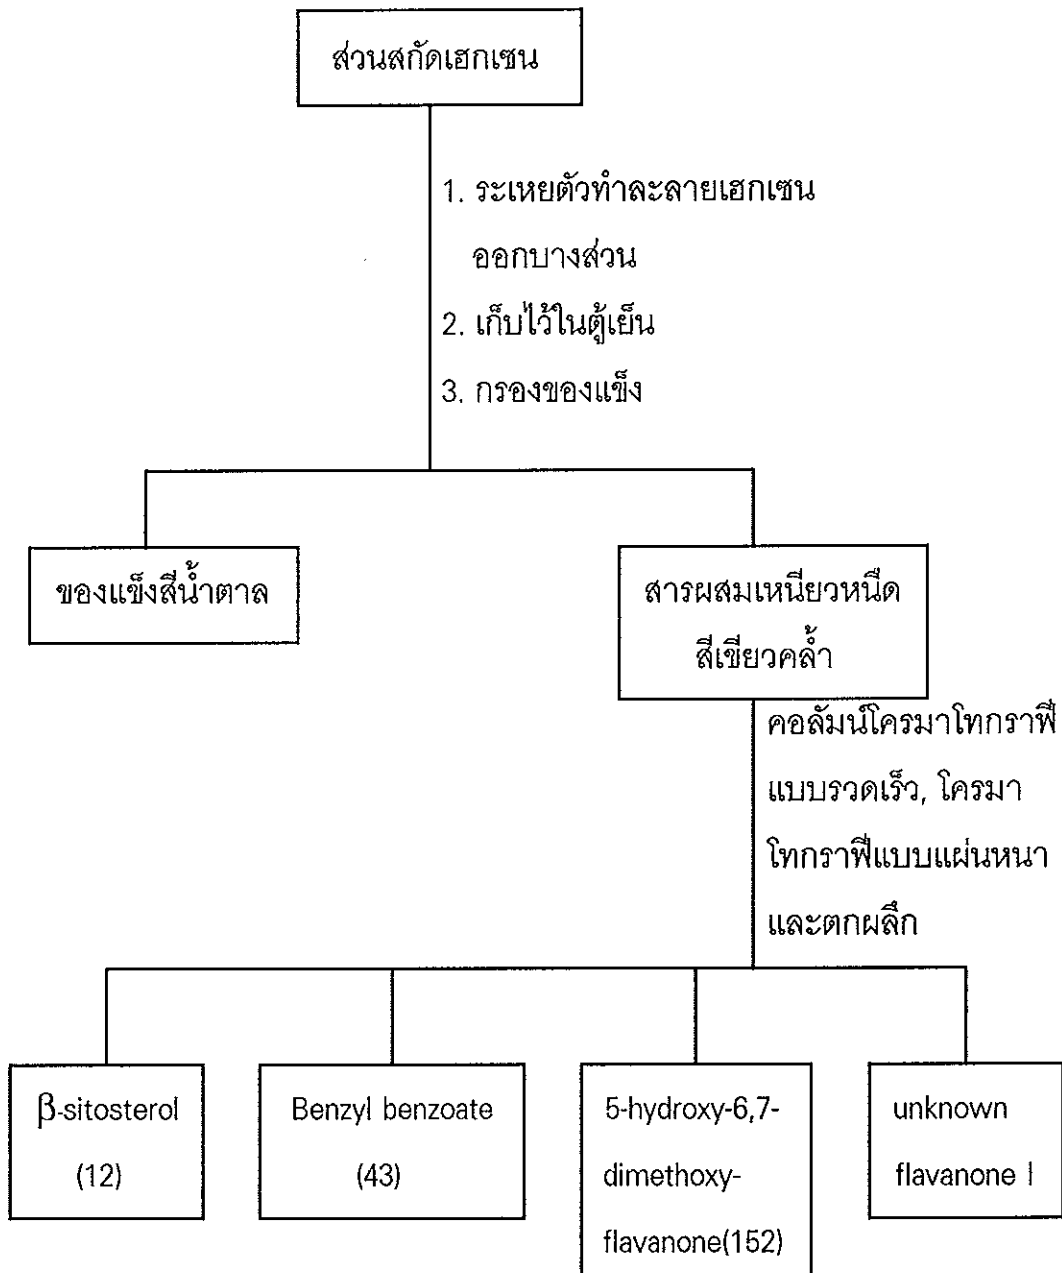 ส่วนสกัดเฮกเซน
1. ระเหยตัวทำละลายเฮกเซน
ออกบางส่วน
2. เก็บไว้ในตู้เย็น
3. กรองของแข็ง
ของแข็งสีน้ำตาล
สารผสมเหนียวหนืด
สีเขียวคล้ำ
คอลัมน์โครมาโทกราฟี
แบบรวดเร็ว, โครมา
โทกราฟีแบบแผ่นหนา
และตกผลึก
β-sitosterol
(12)
Benzyl benzoate
(43)
5-hydroxy-6,7-
dimethoxy-
flavanone(152)
unknown
flavanone I